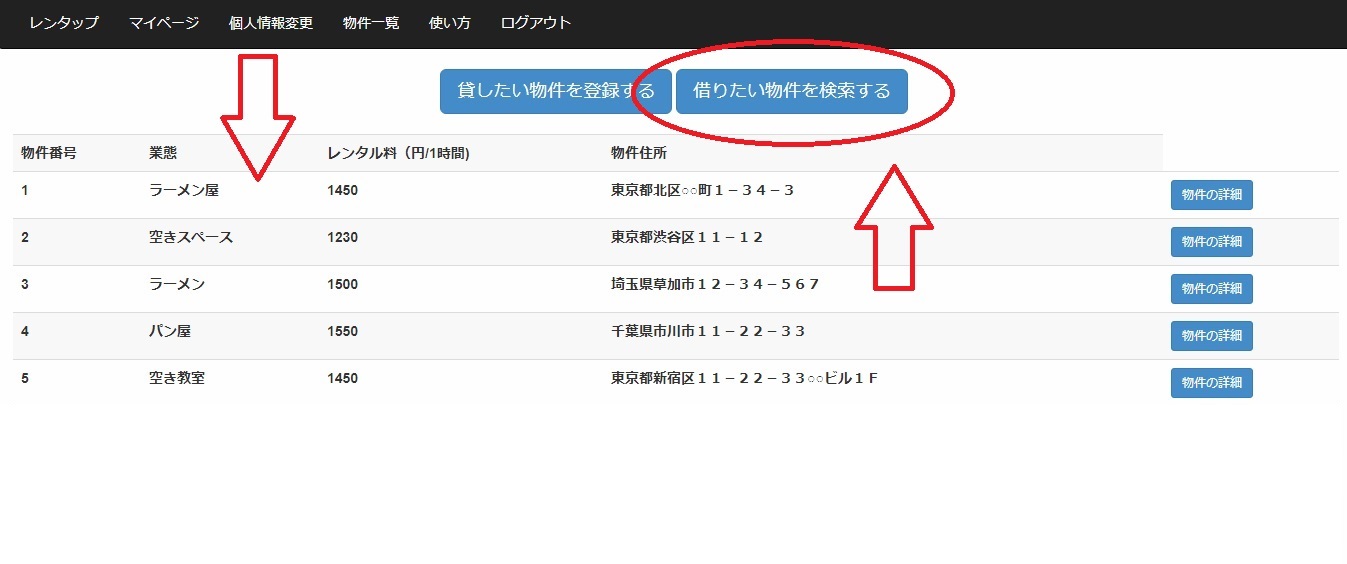 レンタップ マイページ 個人情報変更 物件一覧 使い方 ログアウト
貸したい物件を登録する 借りたい物件を検索する
物件番号 業態 レンタル料（円/1時間) 物件住所
1 ラーメン屋 1450 東京都北区○○町１－３４－３ 物件の詳細
2 空きスペース 1230 東京都渋谷区１１－１２ 物件の詳細
3 ラーメン 1500 埼玉県草加市１２－３４－５６７ 物件の詳細
4 パン屋 1550 千葉県市川市１１－２２－３３ 物件の詳細
5 空き教室 1450 東京都新宿区１１－２２－３３○○ビル１Ｆ 物件の詳細